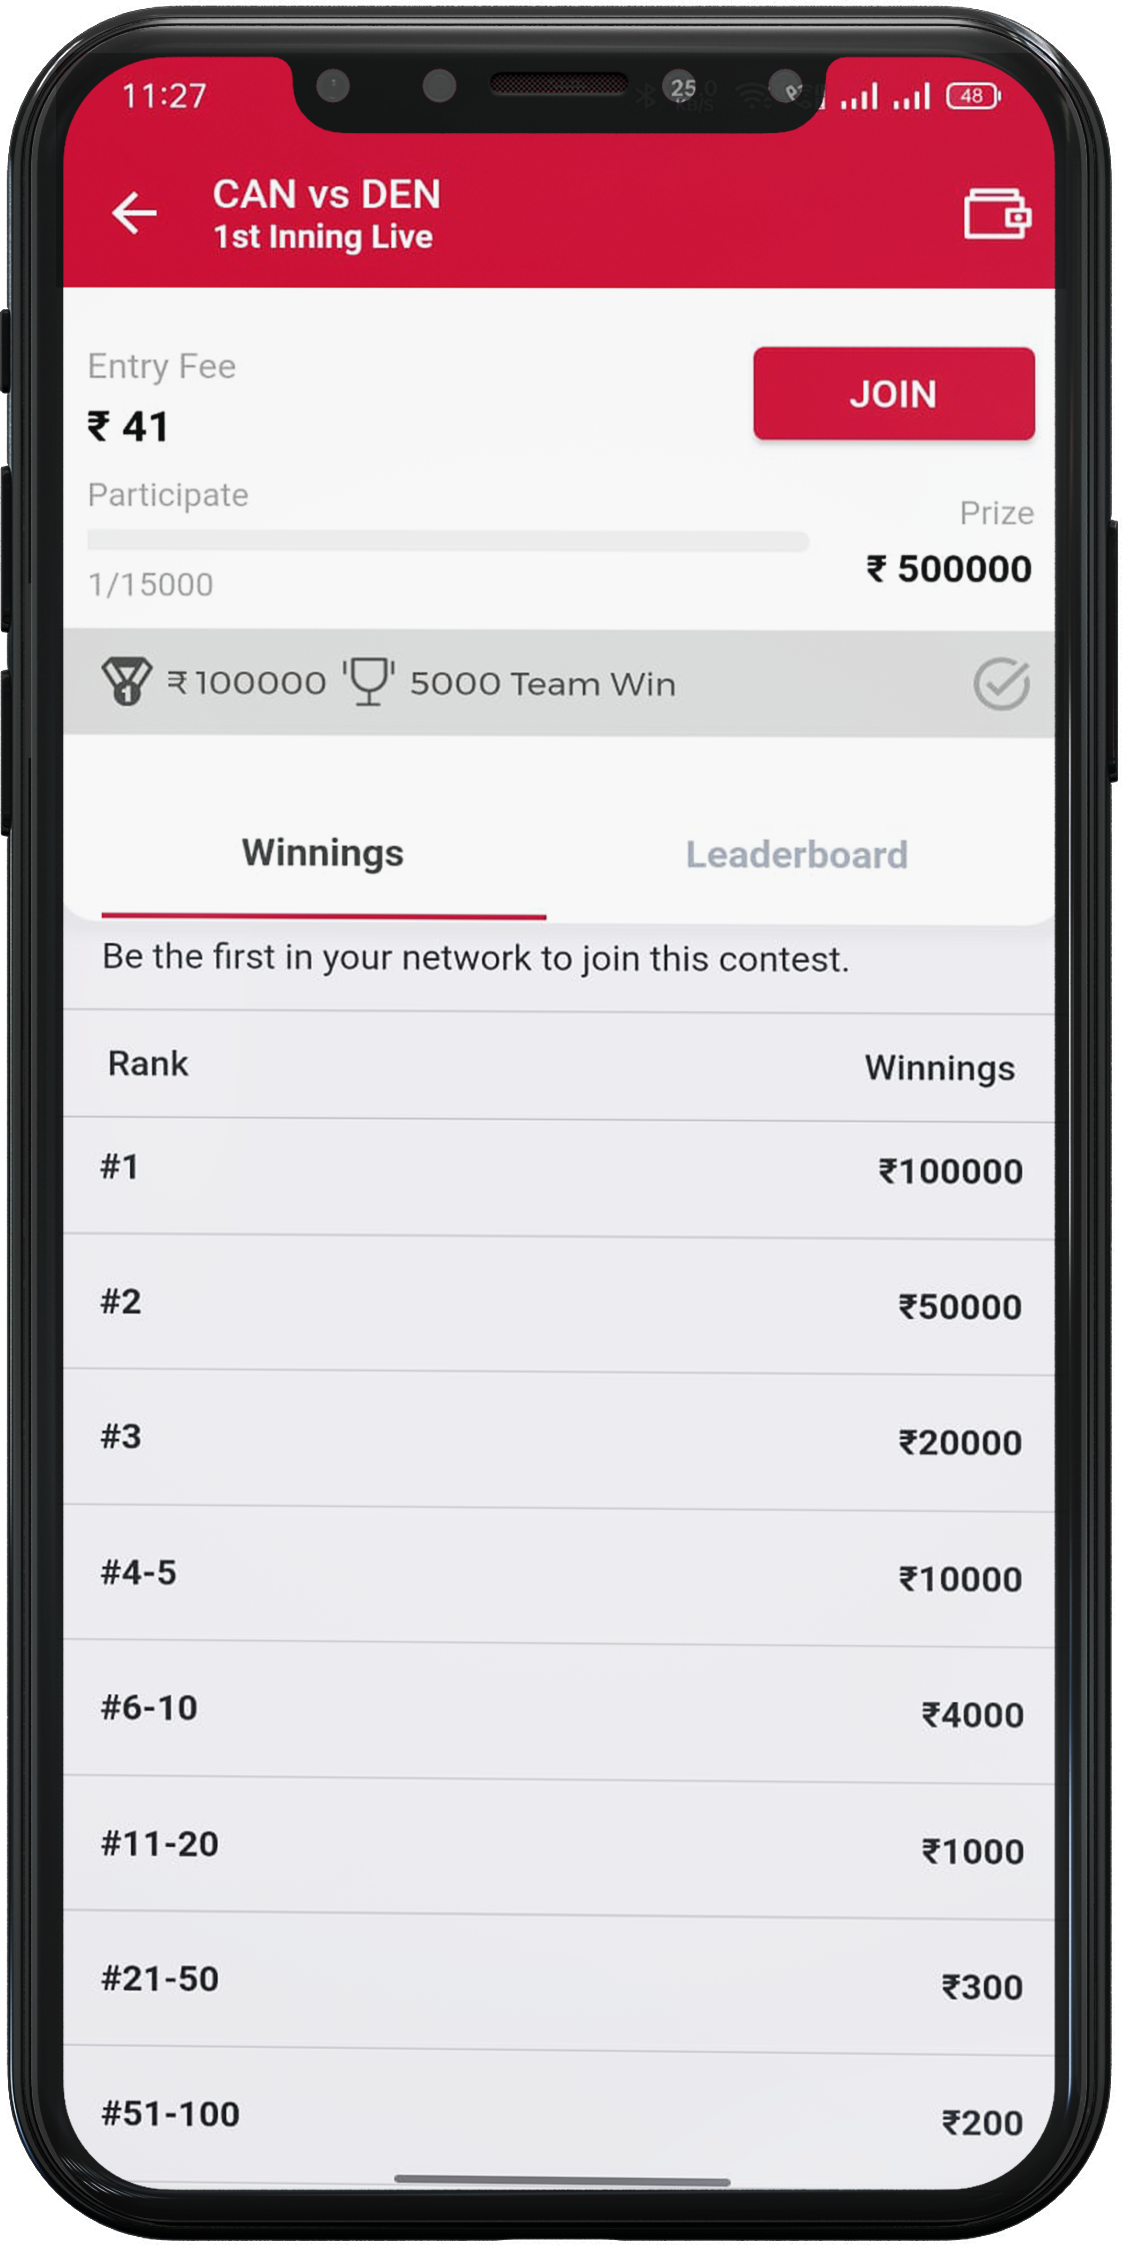 11:27
25
48
CAN vs DEN
1st Inning Live
Entry Fee
₹ 41
JOIN
Participate
Prize
1/15000
₹ 500000
1
₹100000
5000 Team Win
Winnings
Leaderboard
Be the first in your network to join this contest.
Rank
Winnings
#1
₹100000
#2
₹50000
#3
₹20000
#4-5
₹10000
#6-10
₹4000
#11-20
₹1000
#21-50
₹300
#51-100
₹200